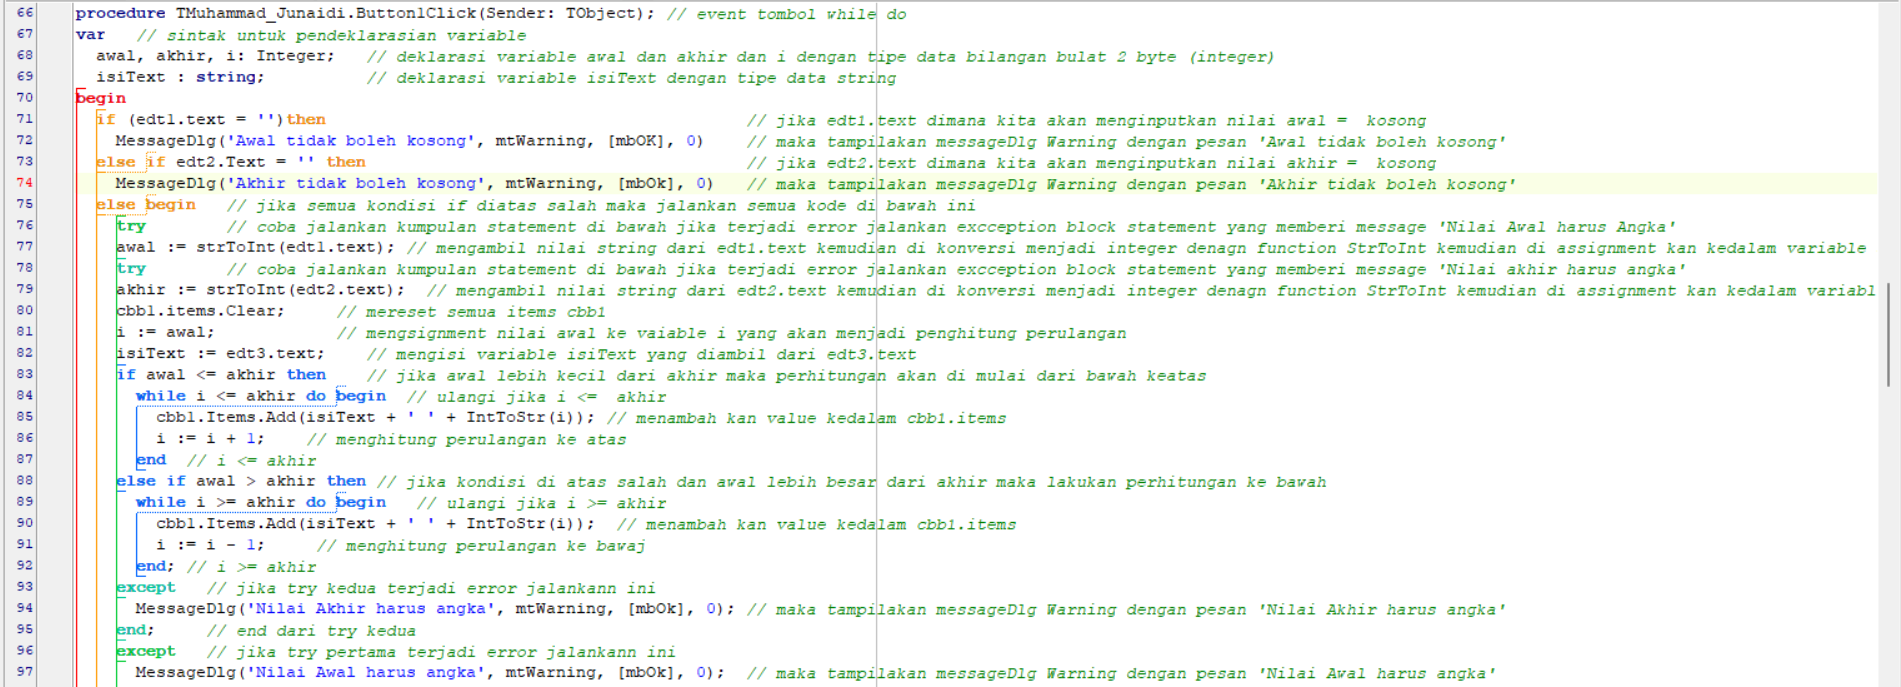 66 procedure TMuhammad_Junaidi.Button1Click(Sender: TObject); // event tombol while do
67 var // sintak untuk pendeklarasian variable
68 awal, akhir, i: Integer; // deklarasi variable awal dan akhir dan i dengan tipe data bilangan bulat 2 byte (integer)
69 isiText : string; // deklarasi variable isiText dengan tipe data string
70 begin
71 if (edt1.text = '')then // jika edt1.text dimana kita akan menginputkan nilai awal = kosong
72 MessageDlg('Awal tidak boleh kosong', mtWarning, [mbOK], 0) // maka tampilakan messageDlg Warning dengan pesan 'Awal tidak boleh kosong'
73 else if edt2.Text = '' then // jika edt2.text dimana kita akan menginputkan nilai akhir = kosong
74 MessageDlg('Akhir tidak boleh kosong', mtWarning, [mbOk], 0) // maka tampilakan messageDlg Warning dengan pesan 'Akhir tidak boleh kosong'
75 else begin // jika semua kondisi if diatas salah maka jalankan semua kode di bawah ini
76 try // coba jalankan kumpulan statement di bawah jika terjadi error jalankan excception block statement yang memberi message 'Nilai Awal harus Angka'
77 awal := strToInt(edt1.text); // mengambil nilai string dari edt1.text kemudian di konversi menjadi integer denagn function StrToInt kemudian di assignment kan kedalam variable
78 try // coba jalankan kumpulan statement di bawah jika terjadi error jalankan excception block statement yang memberi message 'Nilai akhir harus angka'
79 akhir := strToInt(edt2.text); // mengambil nilai string dari edt2.text kemudian di konversi menjadi integer denagn function StrToInt kemudian di assignment kan kedalam variabl
80 cbb1.items.Clear; // mereset semua items cbb1
81 i := awal; // mengsignment nilai awal ke vaiable i yang akan menjadi penghitung perulangan
82 isiText := edt3.text; // mengisi variable isiText yang diambil dari edt3.text
83 if awal <= akhir then // jika awal lebih kecil dari akhir maka perhitungan akan di mulai dari bawah keatas
84 while i <= akhir do begin // ulangi jika i <= akhir
85 cbb1.Items.Add(isiText + ' ' + IntToStr(i)); // menambah kan value kedalam cbb1.items
86 i := i + 1; // menghitung perulangan ke atas
87 end // i <= akhir
88 else if awal > akhir then // jika kondisi di atas salah dan awal lebih besar dari akhir maka lakukan perhitungan ke bawah
89 while i >= akhir do begin // ulangi jika i >= akhir
90 cbb1.Items.Add(isiText + ' ' + IntToStr(i)); // menambah kan value kedalam cbb1.items
91 i := i - 1; // menghitung perulangan ke bawaj
92 end; // i >= akhir
93 except // jika try kedua terjadi error jalankann ini
94 MessageDlg('Nilai Akhir harus angka', mtWarning, [mbOk], 0); // maka tampilakan messageDlg Warning dengan pesan 'Nilai Akhir harus angka'
95 end; // end dari try kedua
96 except // jika try pertama terjadi error jalankann ini
97 MessageDlg('Nilai Awal harus angka', mtWarning, [mbOk], 0); // maka tampilakan messageDlg Warning dengan pesan 'Nilai Awal harus angka'